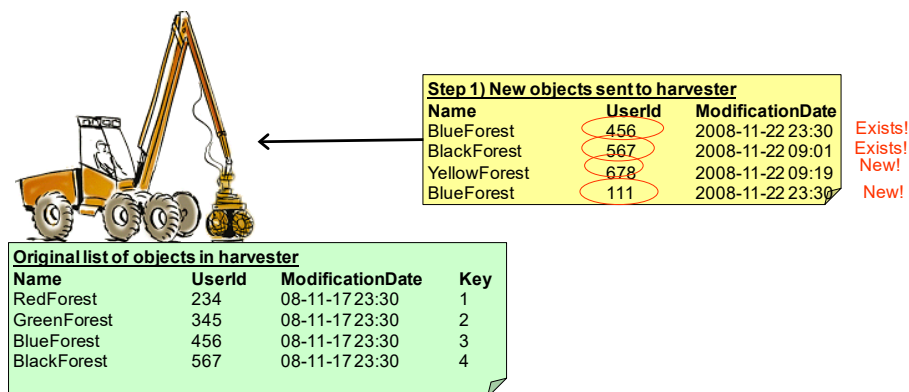 Step 1) New objects sent to harvester
Name UserId ModificationDate
BlueForest 456 2008-11-22 23:30 Exists!
BlackForest 567 2008-11-22 09:01 Exists!
YellowForest 678 2008-11-22 09:19 New!
BlueForest 111 2008-11-22 23:30 New!
Original list of objects in harvester
Name UserId ModificationDate Key
RedForest 234 08-11-17 23:30 1
GreenForest 345 08-11-17 23:30 2
BlueForest 456 08-11-17 23:30 3
BlackForest 567 08-11-17 23:30 4